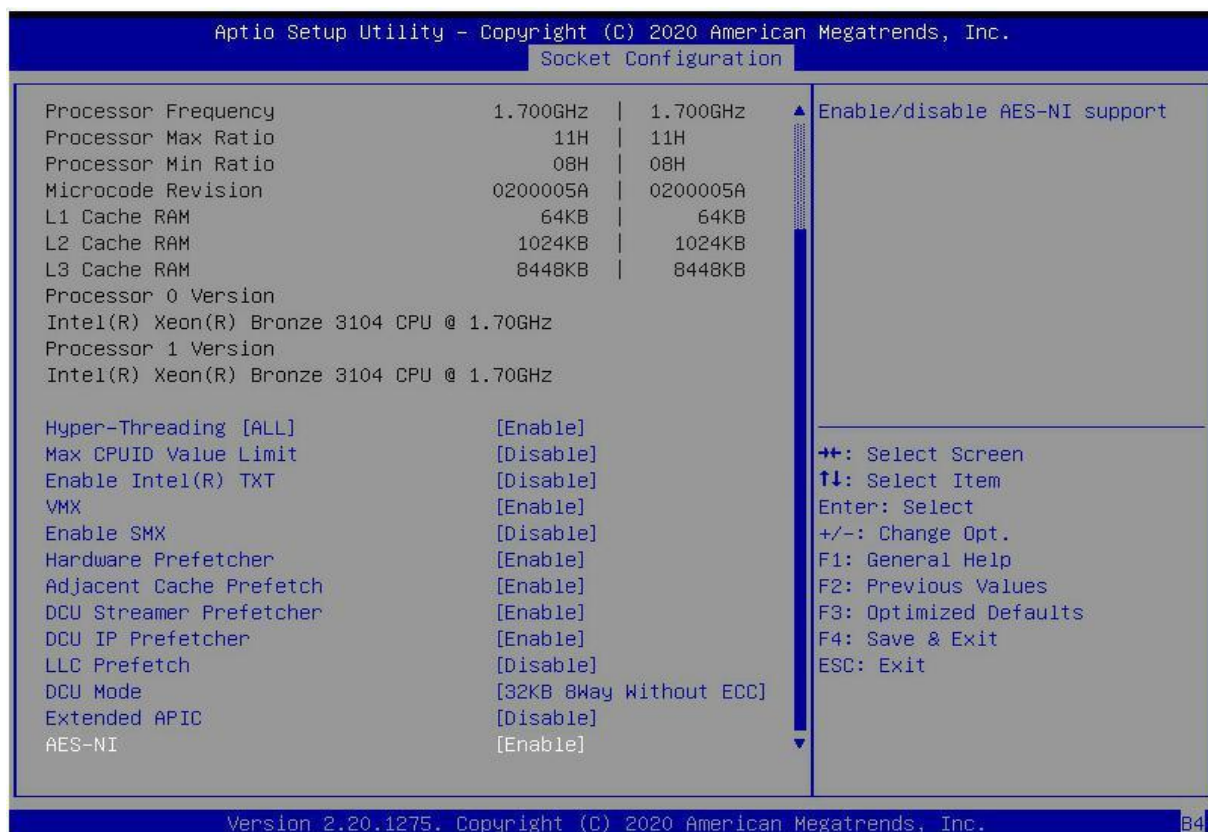 Aptio Setup Utility – Copyright (C) 2020 American Megatrends, Inc.
Socket Configuration
Processor Frequency 1.700GHz | 1.700GHz
Processor Max Ratio 11H | 11H
Processor Min Ratio 08H | 08H
Microcode Revision 0200005A | 0200005A
L1 Cache RAM 64KB | 64KB
L2 Cache RAM 1024KB | 1024KB
L3 Cache RAM 8448KB | 8448KB
Processor 0 Version
Intel(R) Xeon(R) Bronze 3104 CPU @ 1.70GHz
Processor 1 Version
Intel(R) Xeon(R) Bronze 3104 CPU @ 1.70GHz
Hyper-Threading [ALL] [Enable]
Max CPUID Value Limit [Disable]
Enable Intel(R) TXT [Disable]
VMX [Enable]
Enable SMX [Disable]
Hardware Prefetcher [Enable]
Adjacent Cache Prefetch [Enable]
DCU Streamer Prefetcher [Enable]
DCU IP Prefetcher [Enable]
LLC Prefetch [Disable]
DCU Mode [32KB 8Way Without ECC]
Extended APIC [Disable]
AES-NI [Enable]
Enable/disable AES-NI support
→←: Select Screen
↑↓: Select Item
Enter: Select
+/-: Change Opt.
F1: General Help
F2: Previous Values
F3: Optimized Defaults
F4: Save & Exit
ESC: Exit
Version 2.20.1275. Copyright (C) 2020 American Megatrends, Inc.
B4